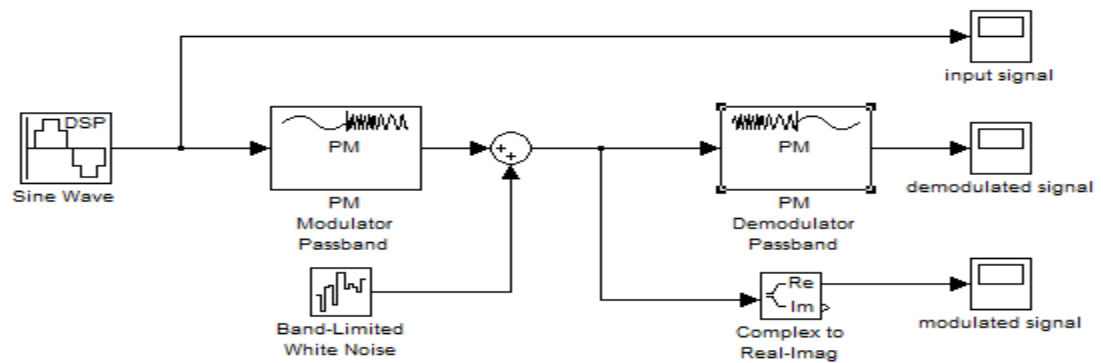 input signal
DSP
Sine Wave
PM
PM
Modulator
Passband
+
+
PM
PM
Demodulator
Passband
demodulated signal
Band-Limited
White Noise
Re
Im
Complex to
Real-Imag
modulated signal